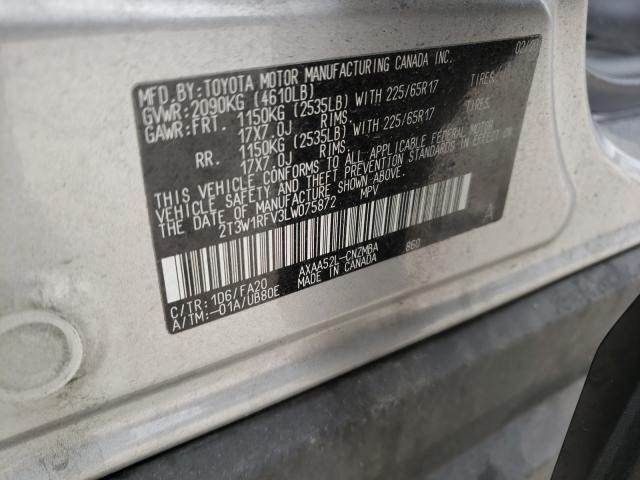 MFD.BY:TOYOTA MOTOR MANUFACTURING CANADA INC.
GVWR:2090KG (4610LB)
GAWR:FRT. 1150KG (2535LB) WITH 225/65R17 TIRES.
17X7.0J RIMS.
RR. 1150KG (2535LB) WITH 225/65R17 TIRES.
17X7.0J RIMS.
THIS VEHICLE CONFORMS TO ALL APPLICABLE FEDERAL MOTOR
VEHICLE SAFETY AND THEFT PREVENTION STANDARDS IN EFFECT ON
THE DATE OF MANUFACTURE SHOWN ABOVE.
2T3W1RFV3LW075872 MPV
A
AXAA52L-CNZMBA 860
C/TR: 1D6/FA20
A/TM:-01A/UB80E